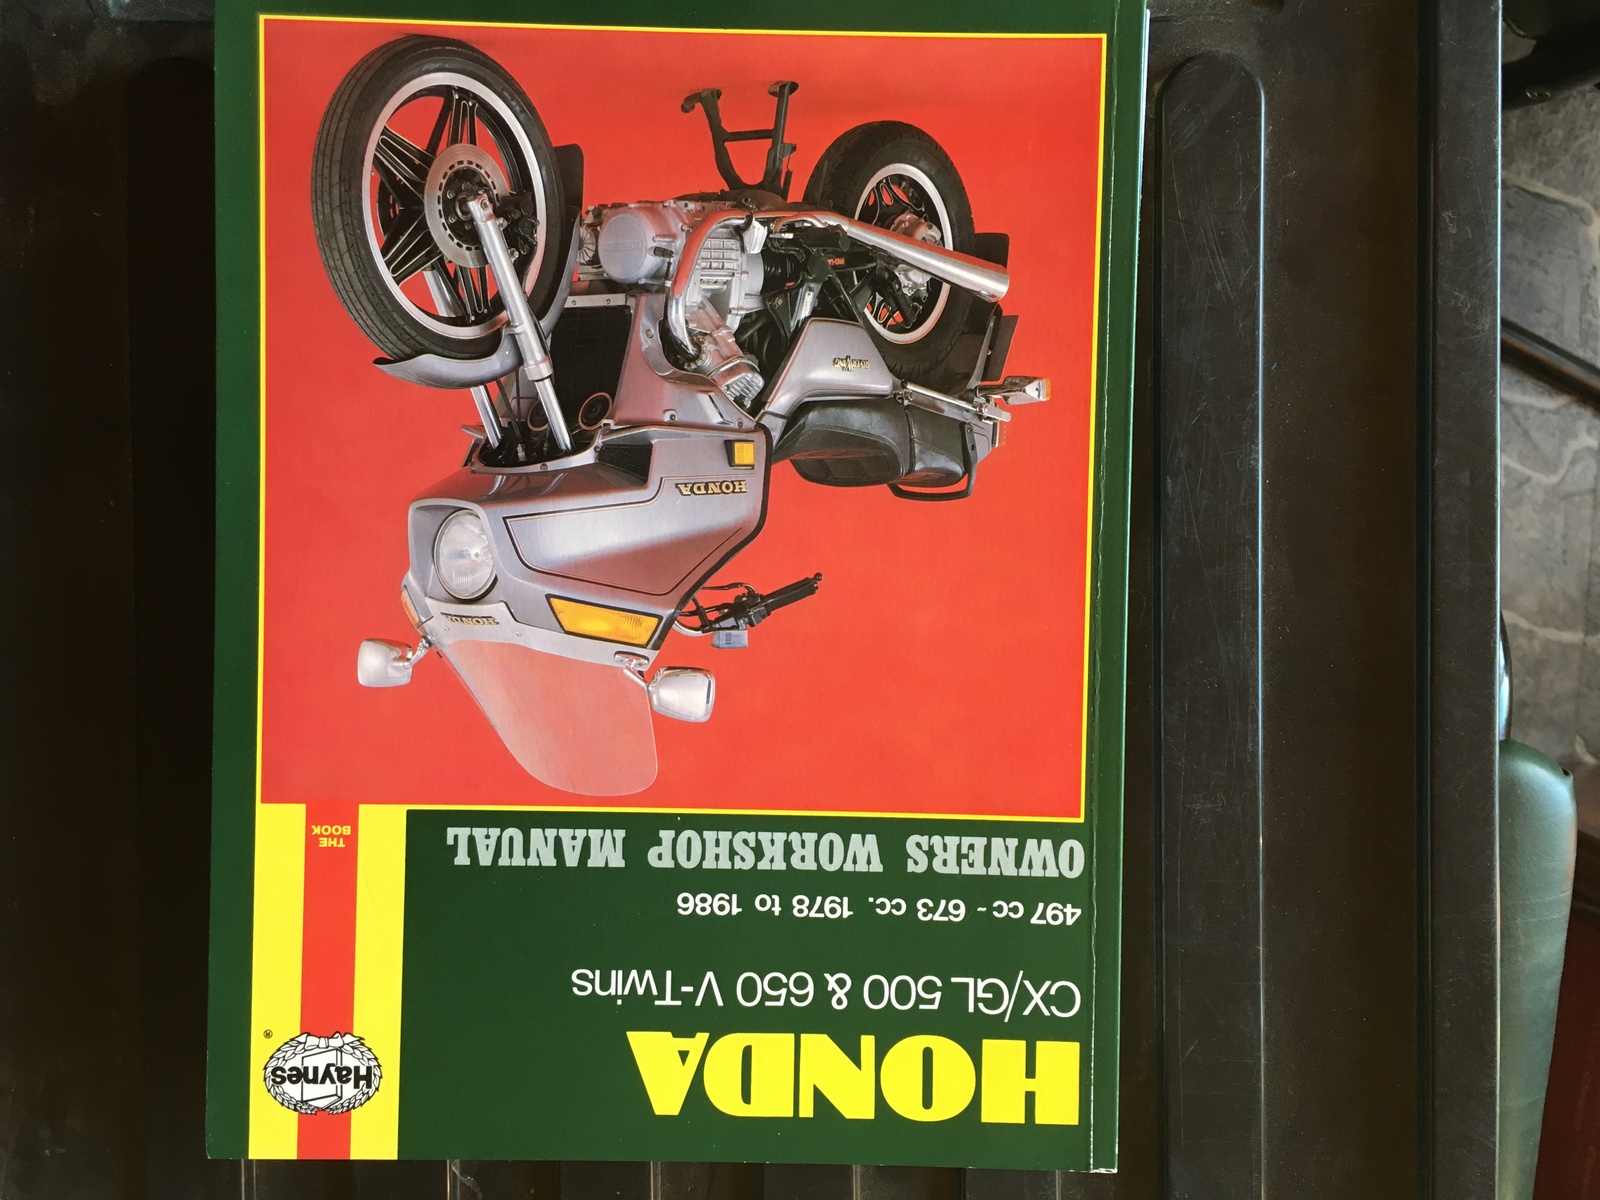 HONDA
CX/GL 500 & 650 V-Twins
497 cc - 673 cc. 1978 to 1986
OWNERS WORKSHOP MANUAL
Haynes
®
THE
BOOK
HONDA
HONDA